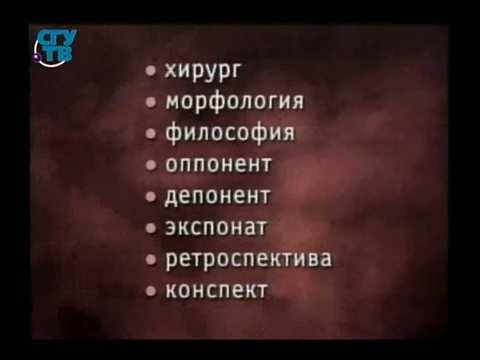 СГУ
ТВ
• хирург
• морфология
• философия
• оппонент
• депонент
• экспонат
• ретроспектива
• конспект